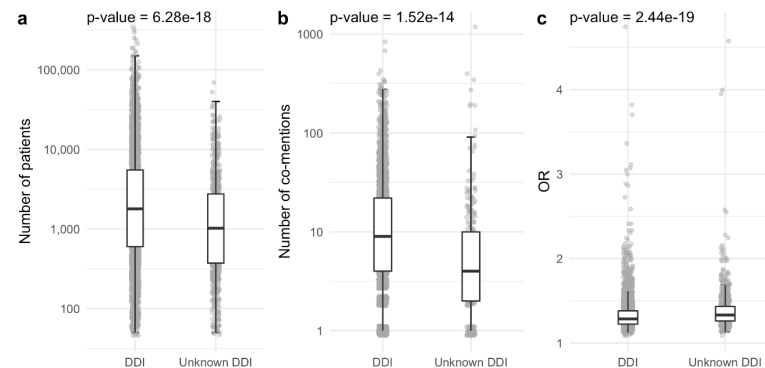 a p-value = 6.28e-18
Number of patients
100,000
10,000
1,000
100
DDI Unknown DDI
b p-value = 1.52e-14
Number of co-mentions
1000
100
10
1
DDI Unknown DDI
c p-value = 2.44e-19
OR
4
3
2
1
DDI Unknown DDI